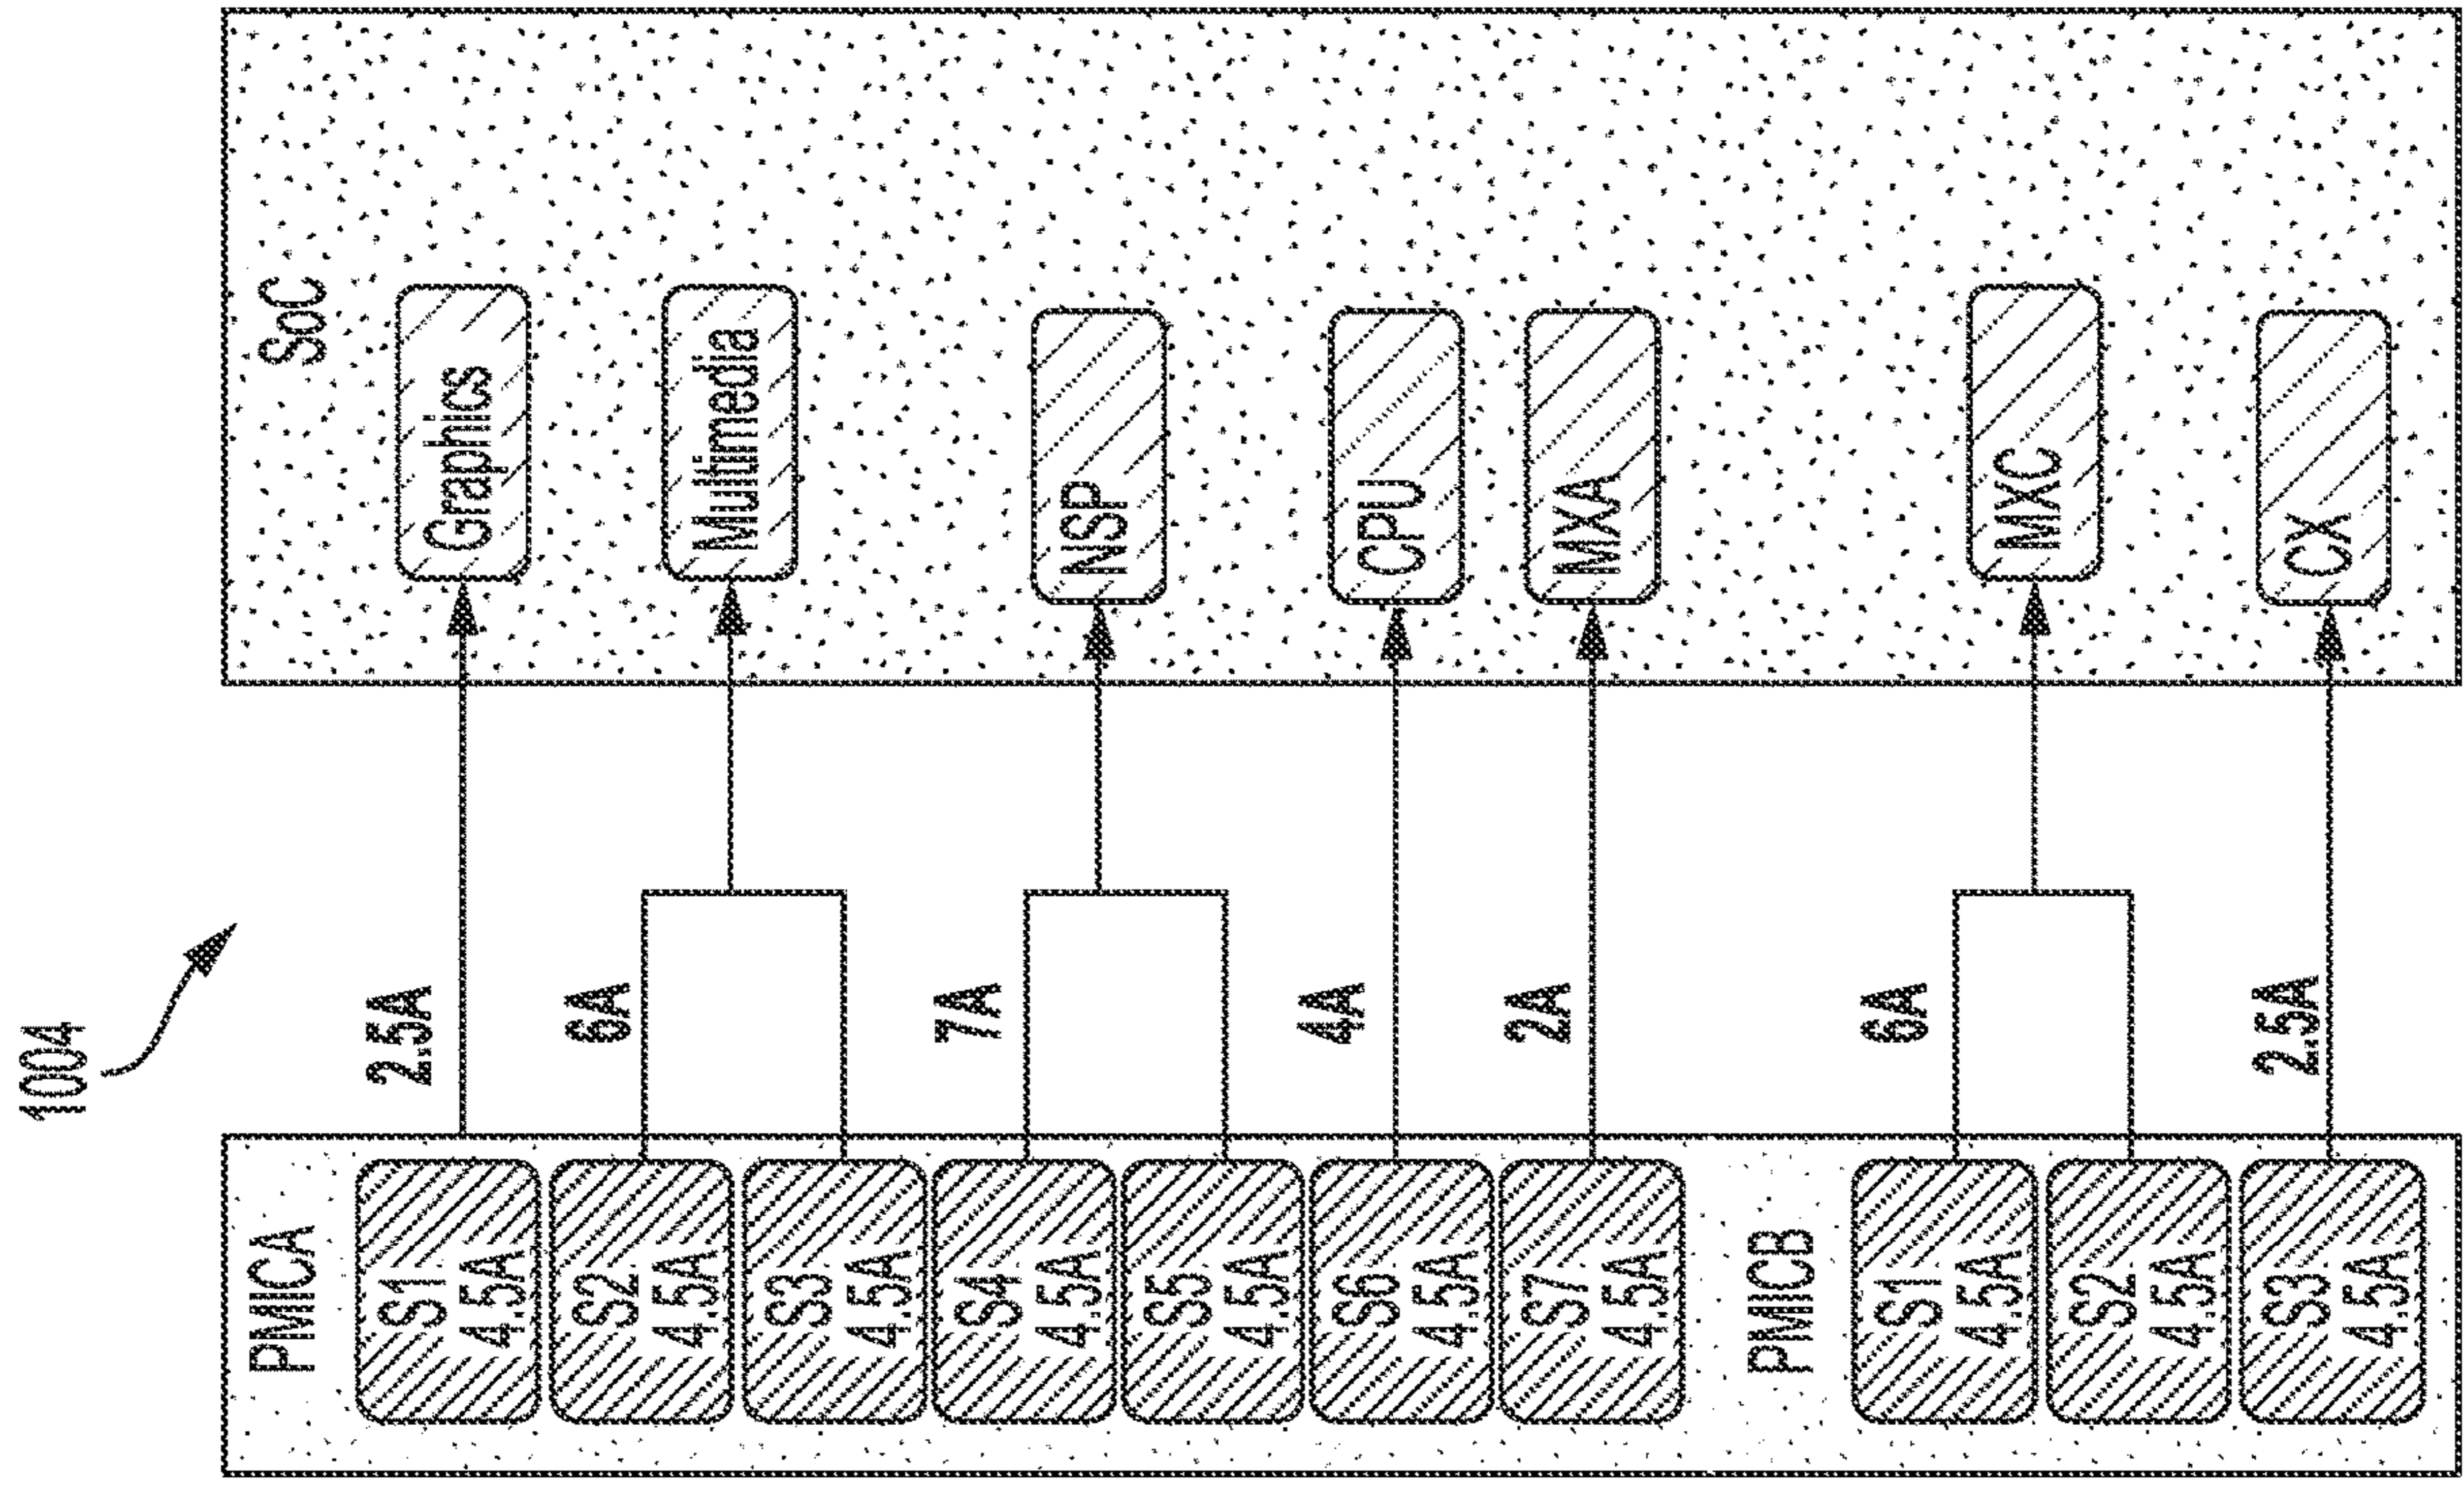 1004
PMICA
S1
4.5A
S2
4.5A
S3
4.5A
S4
4.5A
S5
4.5A
S6
4.5A
S7
4.5A
PMICB
S1
4.5A
S2
4.5A
S3
4.5A
2.5A
6A
7A
4A
2A
6A
2.5A
SoC
Graphics
Multimedia
NSP
CPU
MXA
MXC
CX